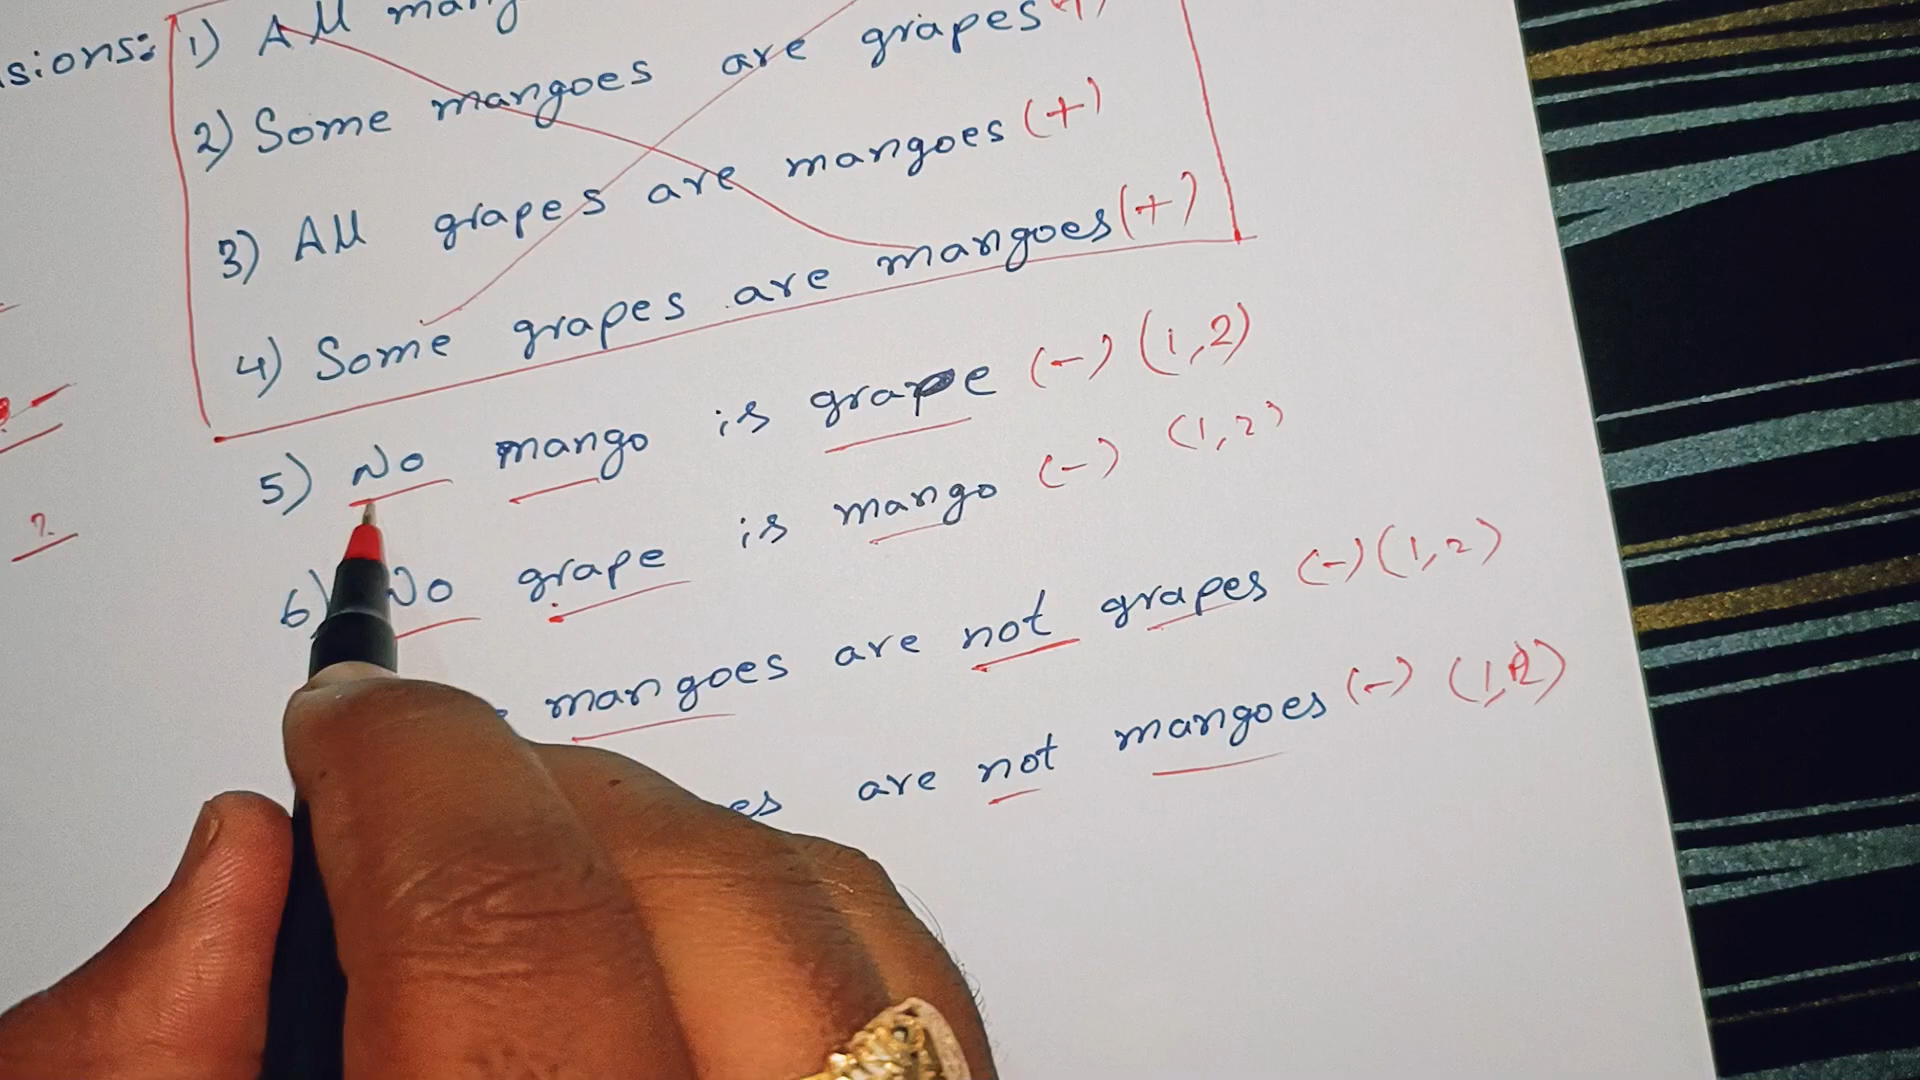 sions: 1) All
2) Some mangoes are grapes
3) All grapes are mangoes (+)
4) Some grapes are mangoes (+)
5) No mango is grape (-) (1,2)
6) No grape is mango (-) (1,2)
mangoes are not grapes (-) (1,2)
are not mangoes (-) (1,2)
?